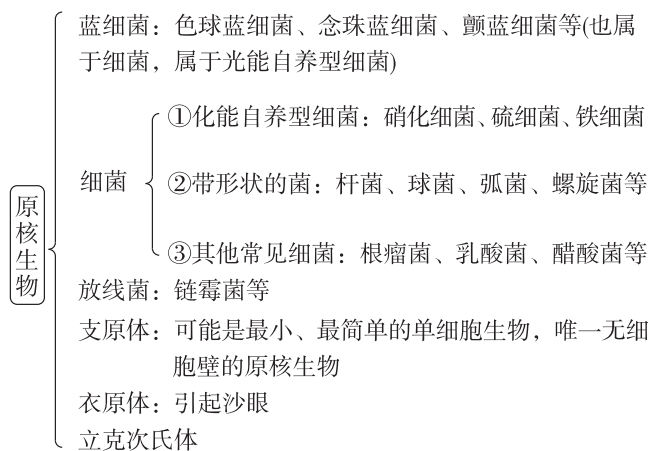 蓝细菌：色球蓝细菌、念珠蓝细菌、颤蓝细菌等(也属
于细菌，属于光能自养型细菌)
①化能自养型细菌：硝化细菌、硫细菌、铁细菌
细菌
②带形状的菌：杆菌、球菌、弧菌、螺旋菌等
原核生物
③其他常见细菌：根瘤菌、乳酸菌、醋酸菌等
放线菌：链霉菌等
支原体：可能是最小、最简单的单细胞生物，唯一无细
胞壁的原核生物
衣原体：引起沙眼
立克次氏体